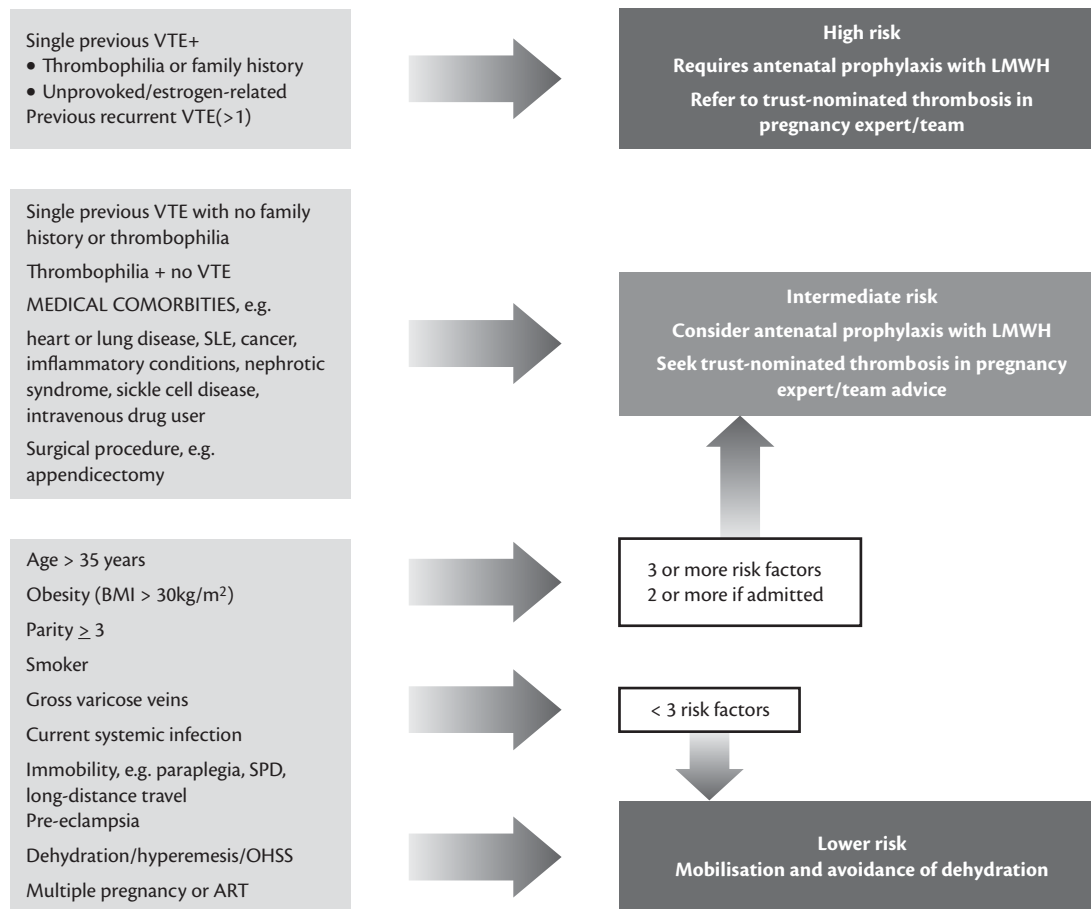 Single previous VTE+
• Thrombophilia or family history
• Unprovoked/estrogen-related
Previous recurrent VTE(>1)
High risk
Requires antenatal prophylaxis with LMWH
Refer to trust-nominated thrombosis in
pregnancy expert/team
Single previous VTE with no family
history or thrombophilia
Thrombophilia + no VTE
MEDICAL COMORBITIES, e.g.
heart or lung disease, SLE, cancer,
imflammatory conditions, nephrotic
syndrome, sickle cell disease,
intravenous drug user
Surgical procedure, e.g.
appendicectomy
Intermediate risk
Consider antenatal prophylaxis with LMWH
Seek trust-nominated thrombosis in pregnancy
expert/team advice
Age > 35 years
Obesity (BMI > 30kg/m²)
Parity ≥ 3
Smoker
Gross varicose veins
Current systemic infection
Immobility, e.g. paraplegia, SPD,
long-distance travel
Pre-eclampsia
Dehydration/hyperemesis/OHSS
Multiple pregnancy or ART
3 or more risk factors
2 or more if admitted
< 3 risk factors
Lower risk
Mobilisation and avoidance of dehydration